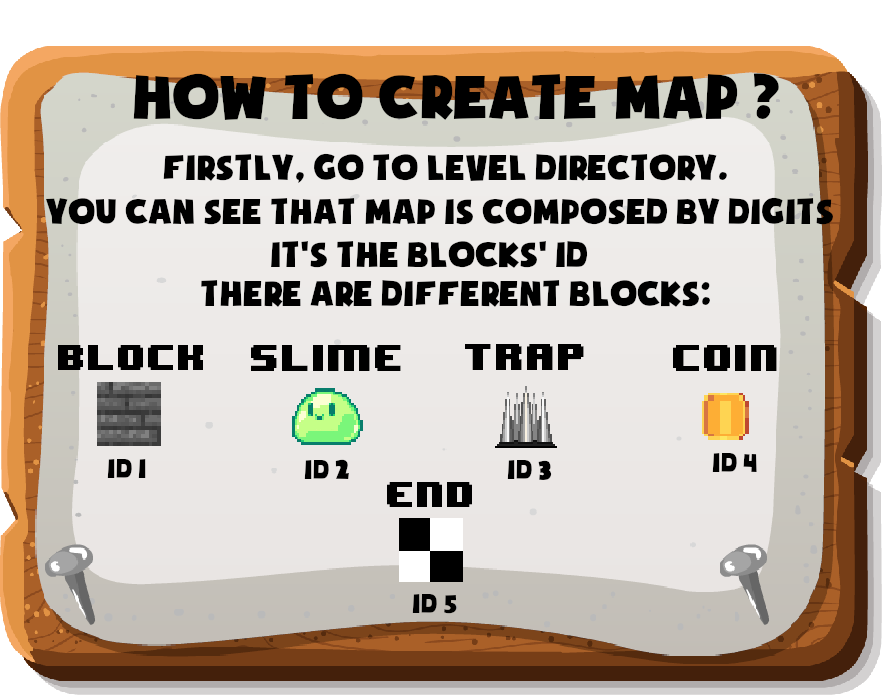 HOW TO CREATE MAP ?
FIRSTLY, GO TO LEVEL DIRECTORY.
YOU CAN SEE THAT MAP IS COMPOSED BY DIGITS
IT'S THE BLOCKS' ID
THERE ARE DIFFERENT BLOCKS:
BLOCK SLIME TRAP COIN
ID 1 ID 2 ID 3 ID 4
END
ID 5